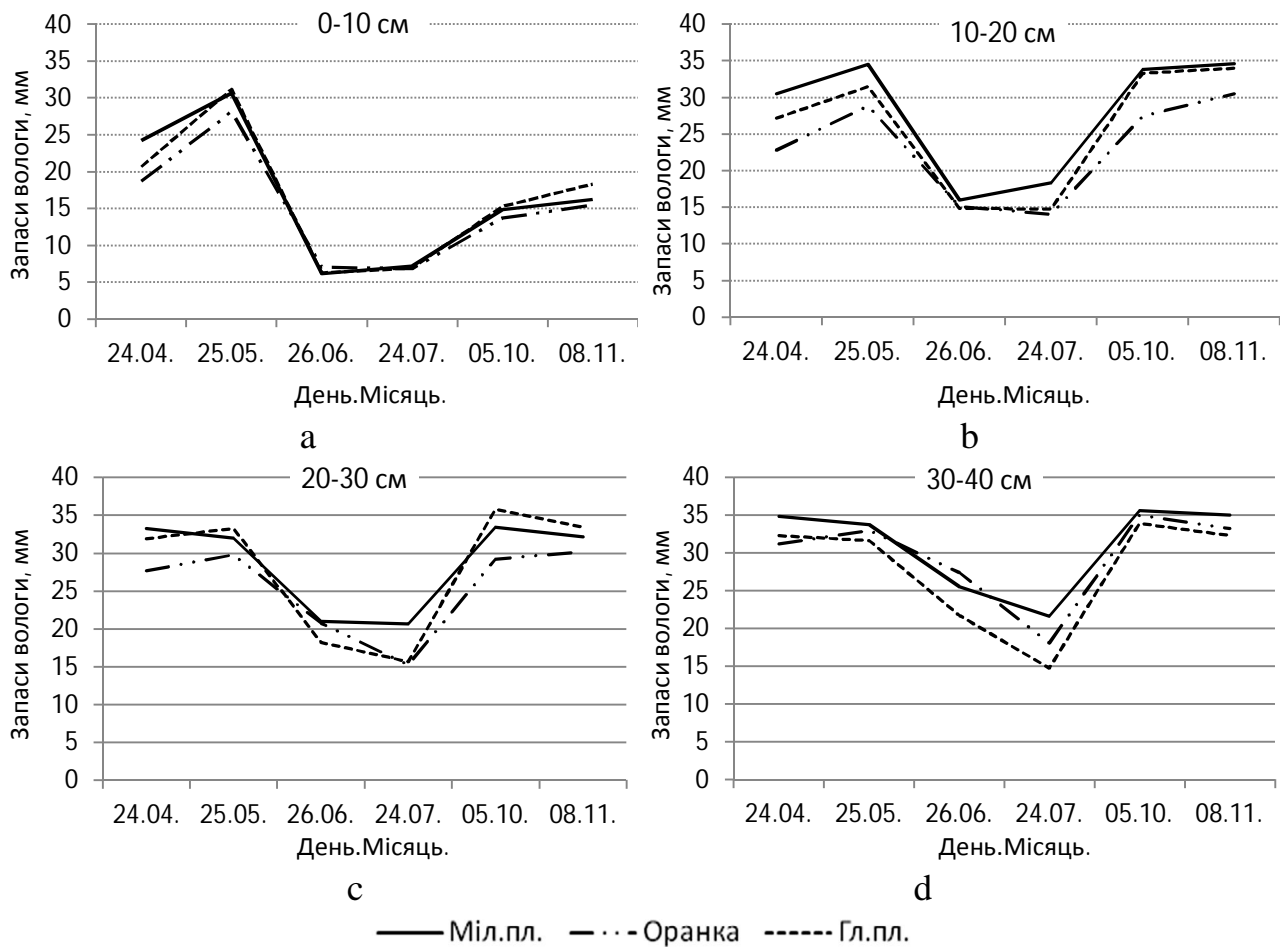 0-10 см
Запаси вологи, мм
40
35
30
25
20
15
10
5
0
24.04. 25.05. 26.06. 24.07. 05.10. 08.11.
День.Місяць.
a
10-20 см
Запаси вологи, мм
40
35
30
25
20
15
10
5
0
24.04. 25.05. 26.06. 24.07. 05.10. 08.11.
День.Місяць.
b
20-30 см
Запаси вологи, мм
40
35
30
25
20
15
10
5
0
24.04. 25.05. 26.06. 24.07. 05.10. 08.11.
День.Місяць.
c
30-40 см
Запаси вологи, мм
40
35
30
25
20
15
10
5
0
24.04. 25.05. 26.06. 24.07. 05.10. 08.11.
День.Місяць.
d
Міл.пл. Оранка Гл.пл.